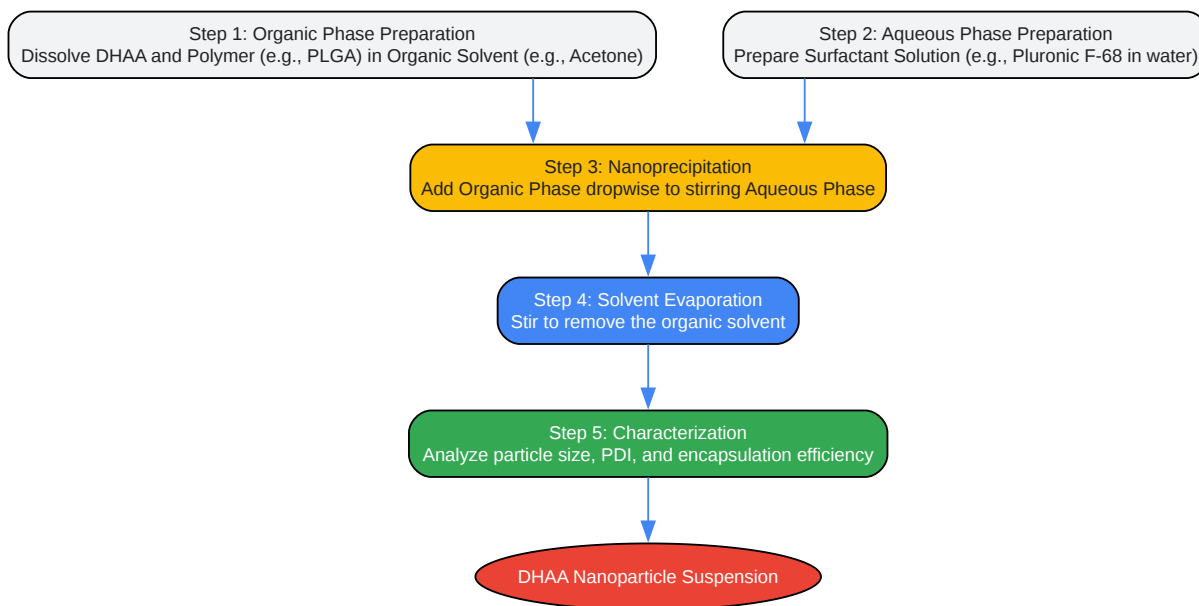 Step 1: Organic Phase Preparation
Dissolve DHAA and Polymer (e.g., PLGA) in Organic Solvent (e.g., Acetone)
Step 2: Aqueous Phase Preparation
Prepare Surfactant Solution (e.g., Pluronic F-68 in water)
Step 3: Nanoprecipitation
Add Organic Phase dropwise to stirring Aqueous Phase
Step 4: Solvent Evaporation
Stir to remove the organic solvent
Step 5: Characterization
Analyze particle size, PDI, and encapsulation efficiency
DHAA Nanoparticle Suspension